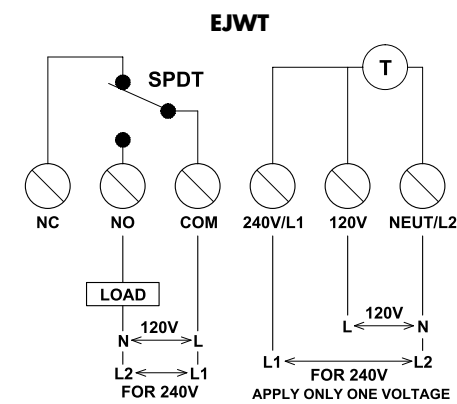 EJWT
T
SPDT
NC NO COM 240V/L1 120V NEUT/L2
LOAD
N 120V L
L2 L1
FOR 240V
L 120V N
L1 L2
FOR 240V
APPLY ONLY ONE VOLTAGE